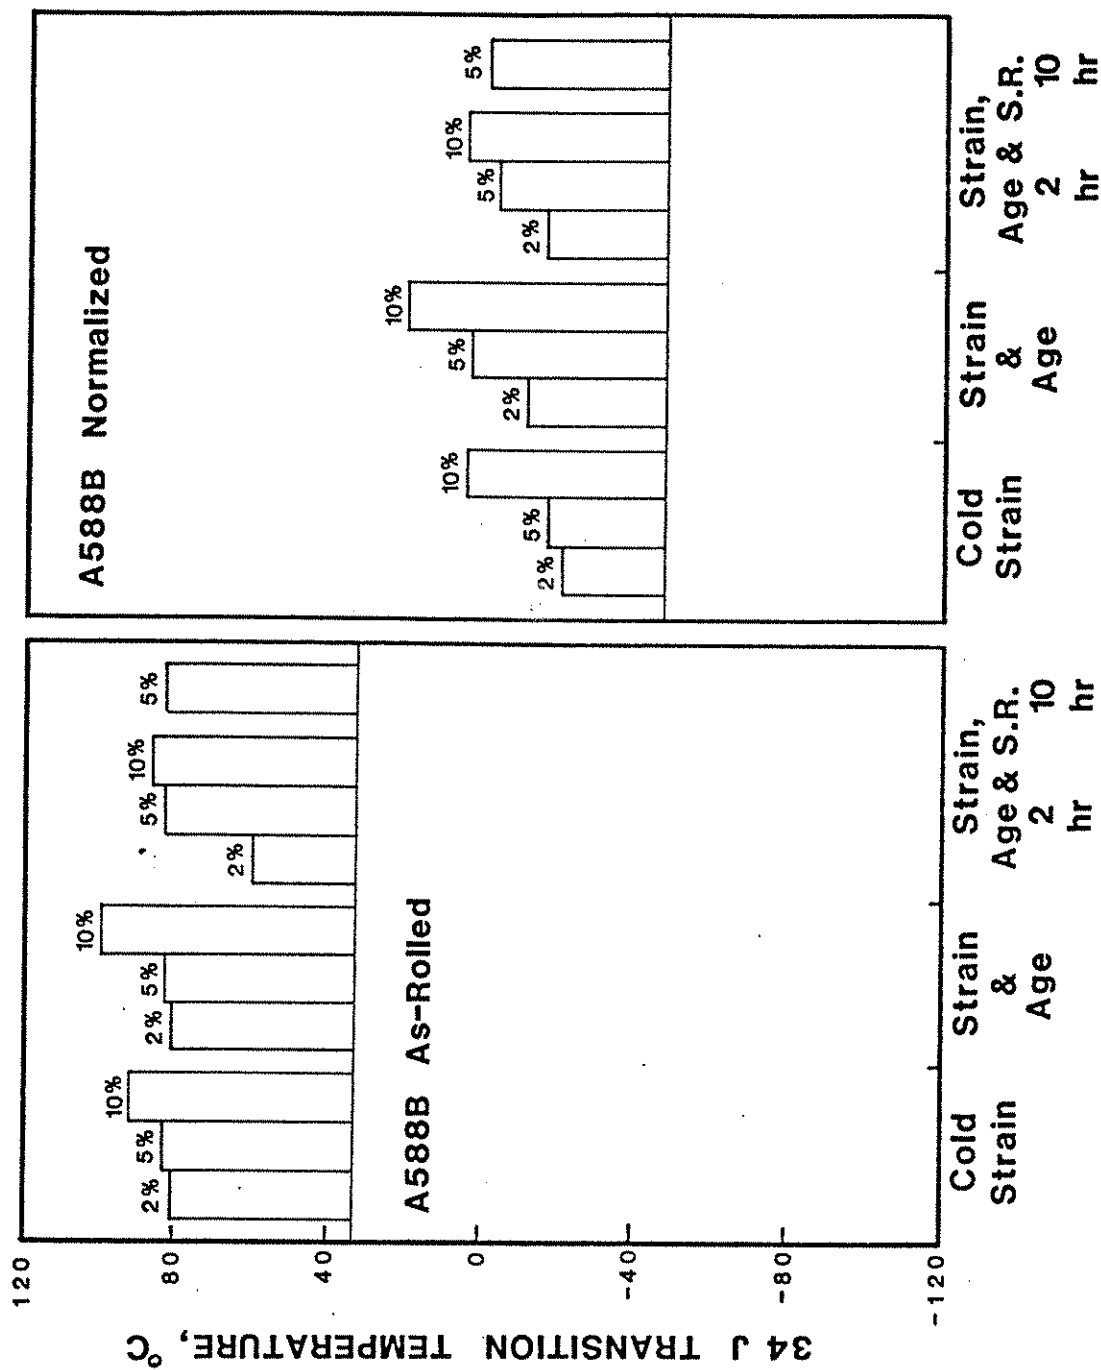 34 J TRANSITION TEMPERATURE, °C
120
80
40
0
-40
-80
-120
A588B As-Rolled
2%
5%
10%
2%
5%
10%
2%
5%
10%
5%
Cold
Strain
Strain
&
Age
Strain,
Age & S.R.
2 10
hr hr
A588B Normalized
2%
5%
10%
2%
5%
10%
2%
5%
10%
5%
Cold
Strain
Strain
&
Age
Strain,
Age & S.R.
2 10
hr hr